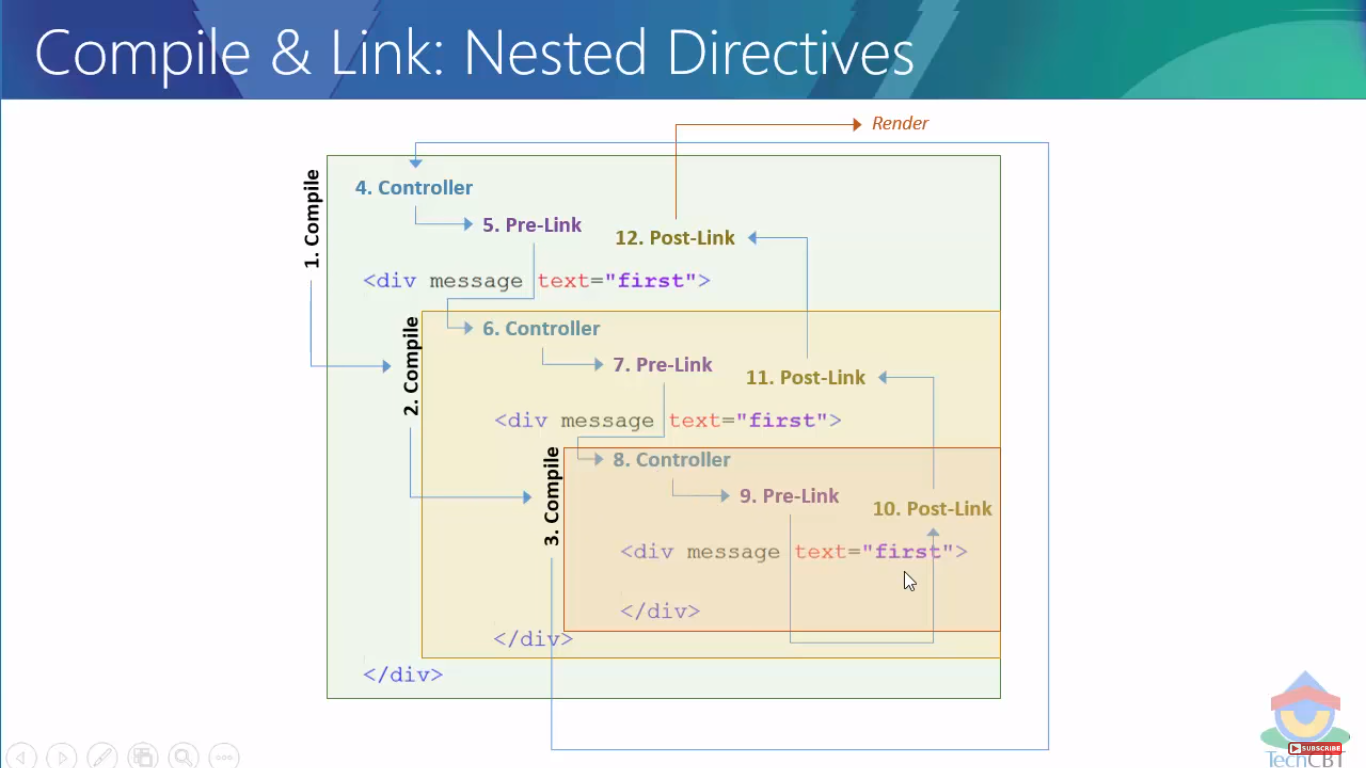 Compile & Link: Nested Directives
Render
1. Compile
4. Controller
5. Pre-Link
12. Post-Link
<div message text="first">
2. Compile
6. Controller
7. Pre-Link
11. Post-Link
<div message text="first">
3. Compile
8. Controller
9. Pre-Link
10. Post-Link
<div message text="first">
</div>
</div>
</div>
SUBSCRIBE
TechCBT